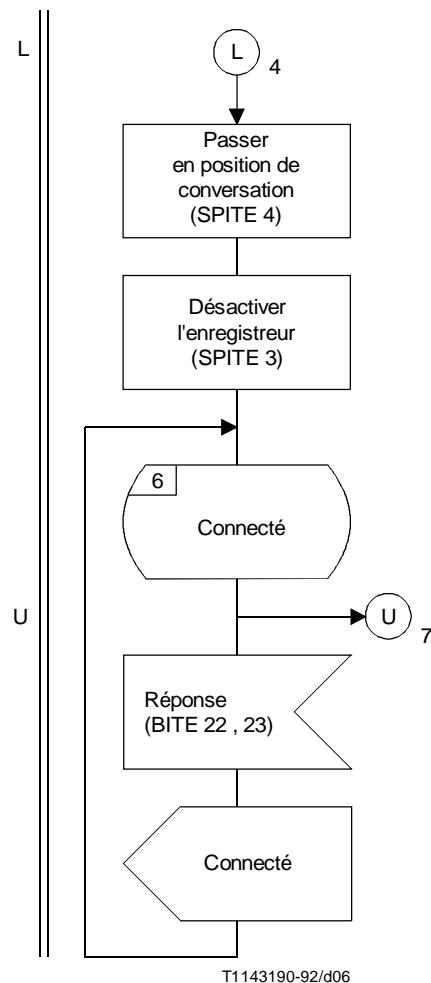 L
L
4
Passer
en position de
conversation
(SPITE 4)
Désactiver
l'enregistreur
(SPITE 3)
6
Connecté
U
U
7
Réponse
(BITE 22 , 23)
Connecté
T1143190-92/d06